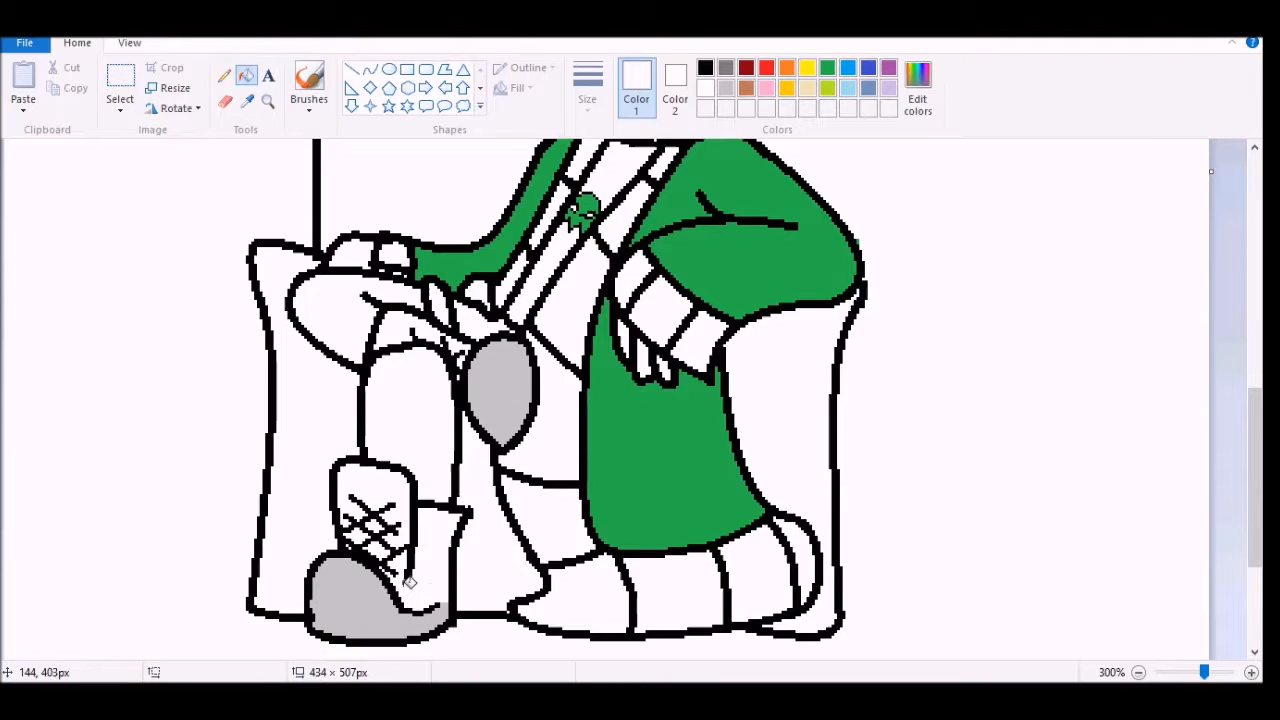 File Home View
Paste Cut Copy
Select Crop Resize Rotate
A
Brushes
Outline Fill
Size
Color 1
Color 2
Edit colors
Clipboard Image Tools Shapes Colors
144, 403px 434 × 507px 300%